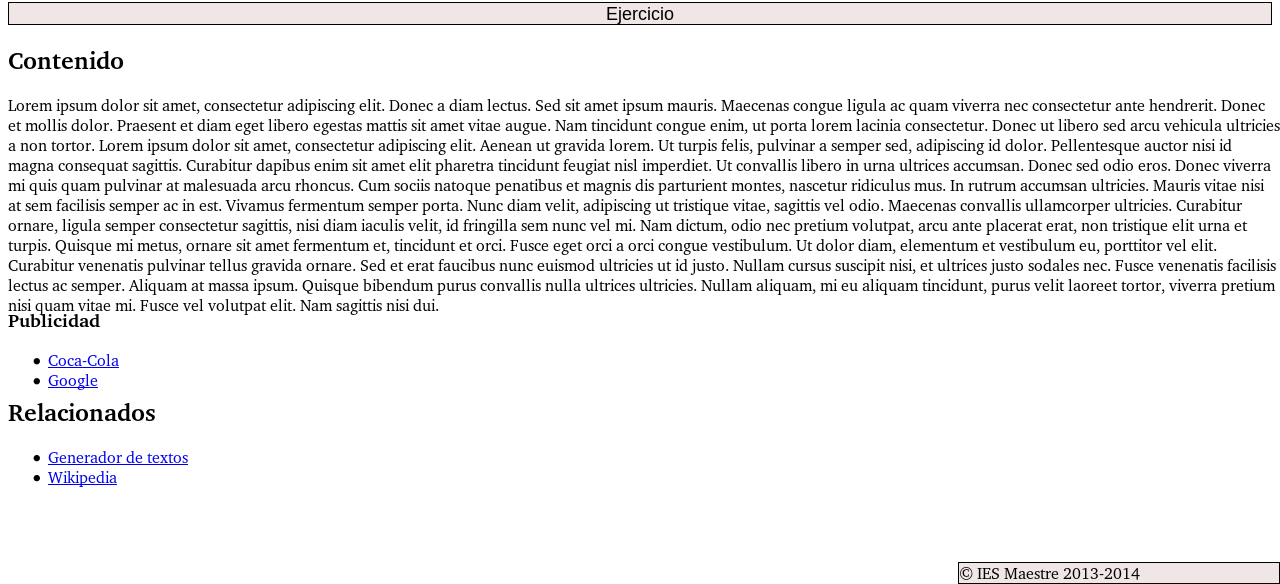 Ejercicio
Contenido
Lorem ipsum dolor sit amet, consectetur adipiscing elit. Donec a diam lectus. Sed sit amet ipsum mauris. Maecenas congue ligula ac quam viverra nec consectetur ante hendrerit. Donec
et mollis dolor. Praesent et diam eget libero egestas mattis sit amet vitae augue. Nam tincidunt congue enim, ut porta lorem lacinia consectetur. Donec ut libero sed arcu vehicula ultricies
a non tortor. Lorem ipsum dolor sit amet, consectetur adipiscing elit. Aenean ut gravida lorem. Ut turpis felis, pulvinar a semper sed, adipiscing id dolor. Pellentesque auctor nisi id
magna consequat sagittis. Curabitur dapibus enim sit amet elit pharetra tincidunt feugiat nisl imperdiet. Ut convallis libero in urna ultrices accumsan. Donec sed odio eros. Donec viverra
mi quis quam pulvinar at malesuada arcu rhoncus. Cum sociis natoque penatibus et magnis dis parturient montes, nascetur ridiculus mus. In rutrum accumsan ultricies. Mauris vitae nisi
at sem facilisis semper ac in est. Vivamus fermentum semper porta. Nunc diam velit, adipiscing ut tristique vitae, sagittis vel odio. Maecenas convallis ullamcorper ultricies. Curabitur
ornare, ligula semper consectetur sagittis, nisi diam iaculis velit, id fringilla sem nunc vel mi. Nam dictum, odio nec pretium volutpat, arcu ante placerat erat, non tristique elit urna et
turpis. Quisque mi metus, ornare sit amet fermentum et, tincidunt et orci. Fusce eget orci a orci congue vestibulum. Ut dolor diam, elementum et vestibulum eu, porttitor vel elit.
Curabitur venenatis pulvinar tellus gravida ornare. Sed et erat faucibus nunc euismod ultricies ut id justo. Nullam cursus suscipit nisi, et ultrices justo sodales nec. Fusce venenatis facilisis
lectus ac semper. Aliquam at massa ipsum. Quisque bibendum purus convallis nulla ultrices ultricies. Nullam aliquam, mi eu aliquam tincidunt, purus velit laoreet tortor, viverra pretium
nisi quam vitae mi. Fusce vel volutpat elit. Nam sagittis nisi dui.
Publicidad
• Coca-Cola
• Google
Relacionados
• Generador de textos
• Wikipedia
© IES Maestre 2013-2014